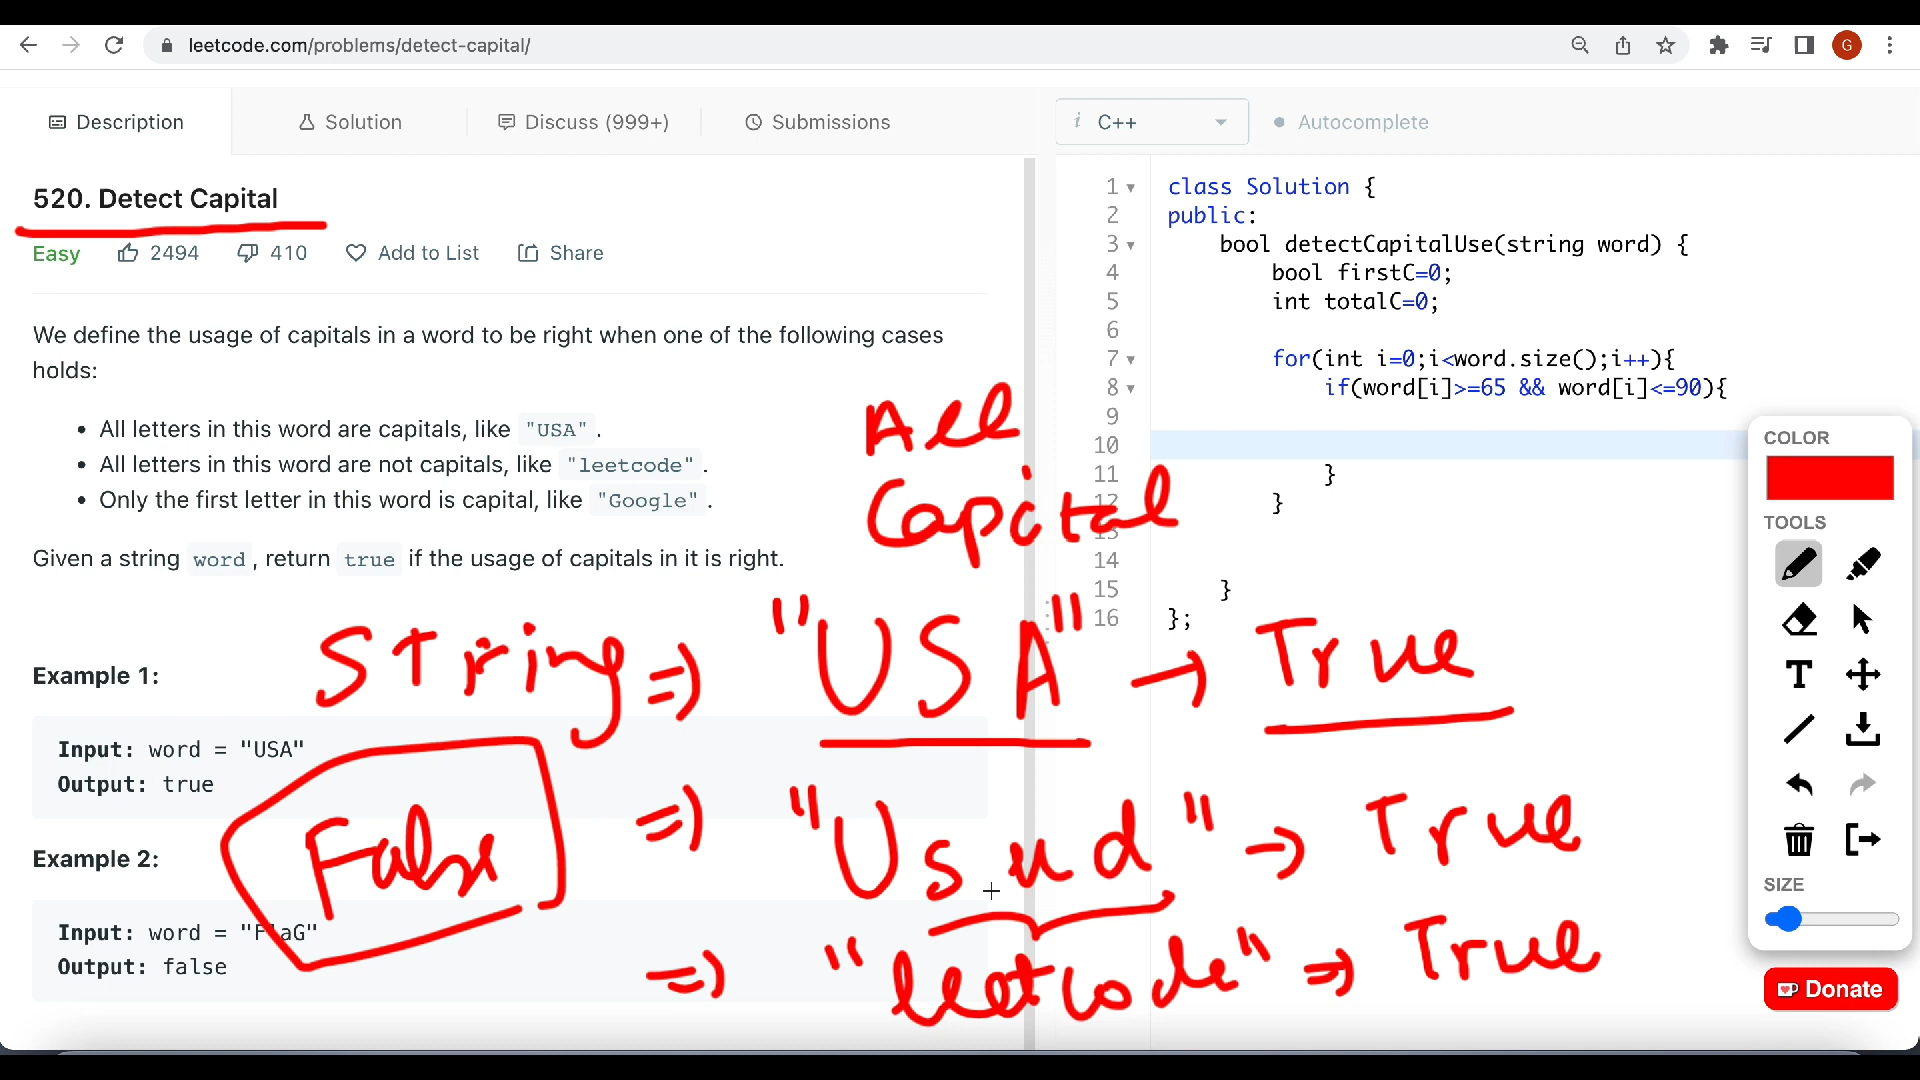 leetcode.com/problems/detect-capital/
G
Description
Solution
Discuss (999+)
Submissions
i C++
Autocomplete
520. Detect Capital
Easy 2494 410 Add to List Share
We define the usage of capitals in a word to be right when one of the following cases
holds:
• All letters in this word are capitals, like "USA".
• All letters in this word are not capitals, like "leetcode".
• Only the first letter in this word is capital, like "Google".
Given a string word, return true if the usage of capitals in it is right.
Example 1:
Input: word = "USA"
Output: true
Example 2:
Input: word = "FlaG"
Output: false
1 class Solution {
2 public:
3 bool detectCapitalUse(string word) {
4 bool firstC=0;
5 int totalC=0;
6
7 for(int i=0;i<word.size();i++){
8 if(word[i]>=65 && word[i]<=90){
9
10
11 }
12 }
13
14
15 }
16 };
All
Capital
String => "USA" → True
False
=> "Usud" → True
=> "leetcode" => True
COLOR
TOOLS
T
SIZE
Donate